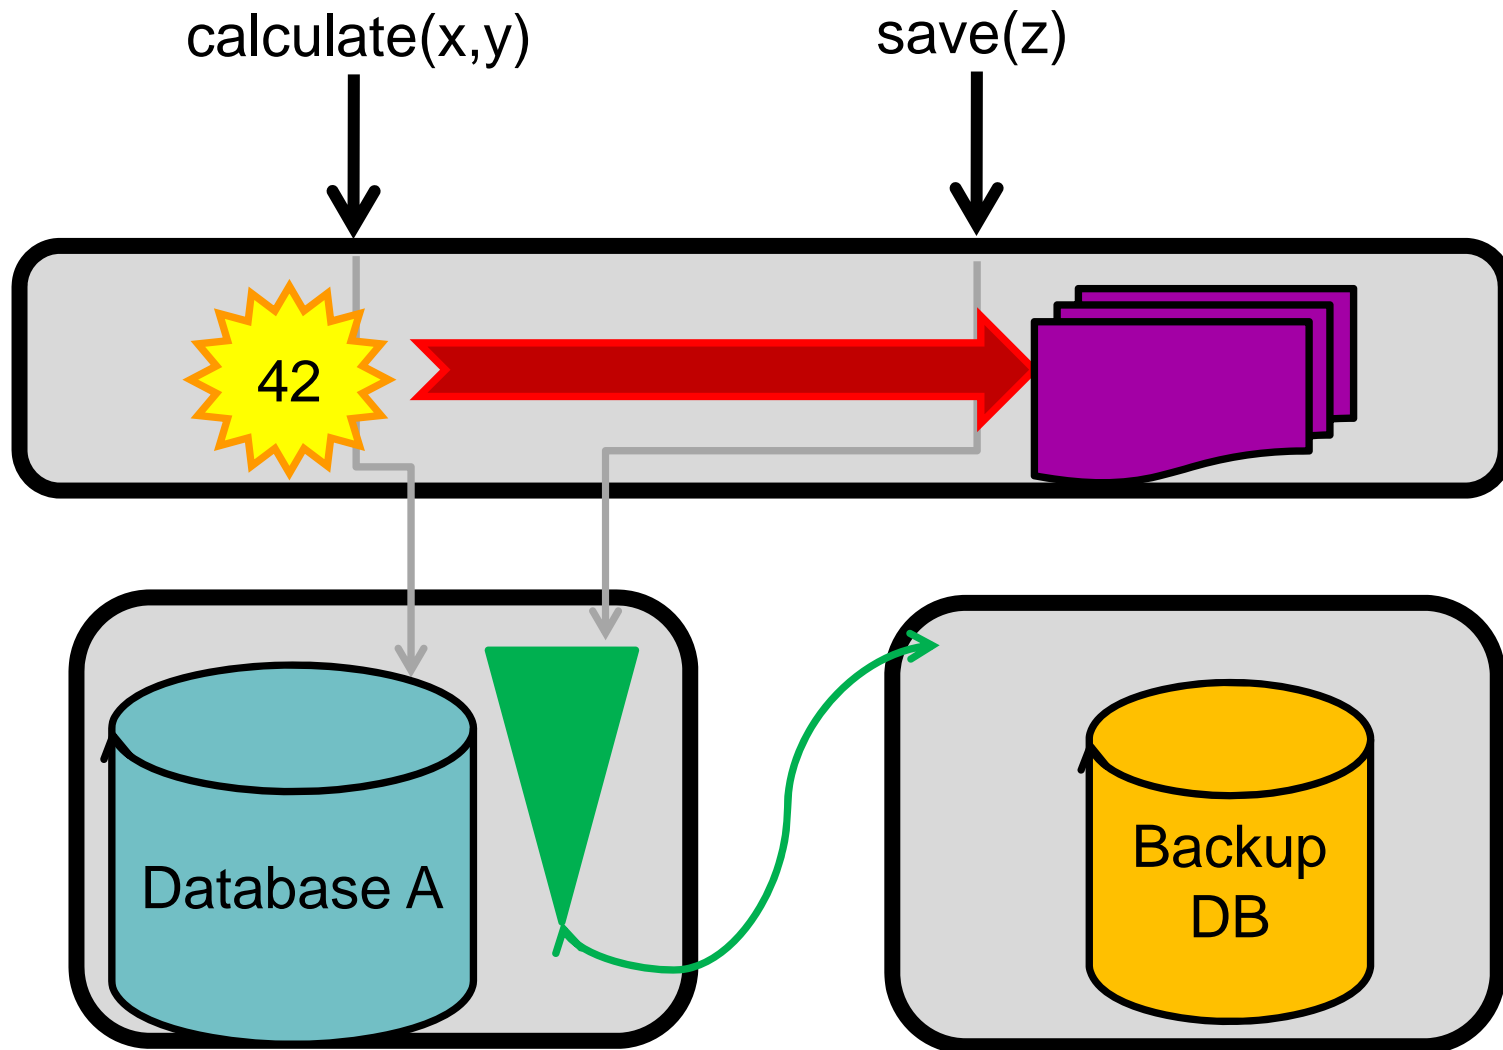 calculate(x,y)
save(z)
42
Database A
Backup
DB